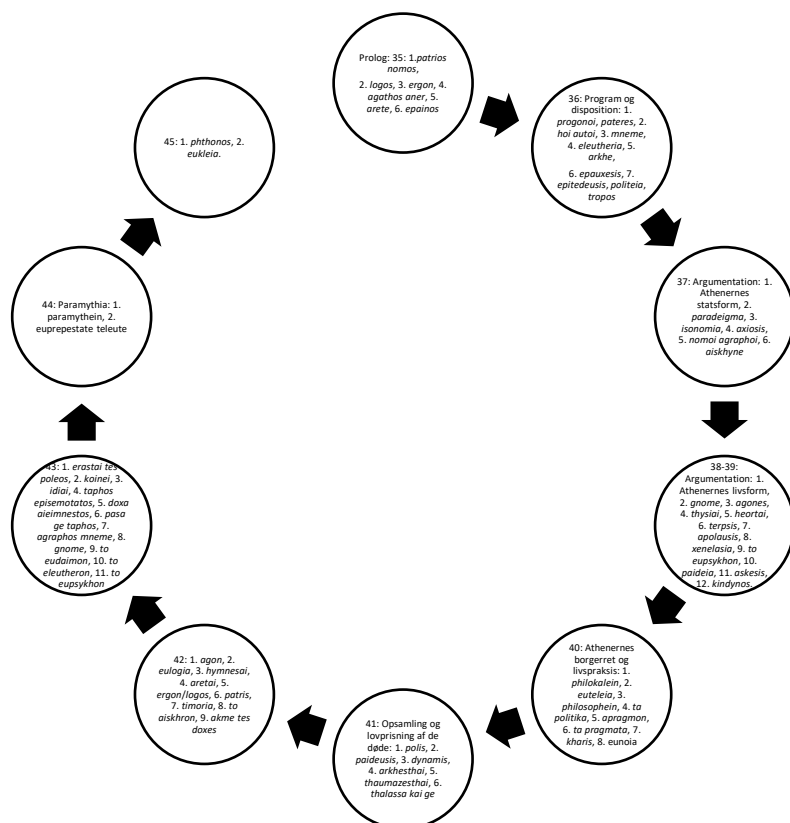 Prolog: 35: 1.patrios
nomos,
2. logos, 3. ergon, 4.
agathos aner, 5.
arete, 6. epainos
36: Program og
disposition: 1.
progonoi, pateres, 2.
hoi autoi, 3. mneme,
4. eleutheria, 5.
arkhe,
6. epauxesis, 7.
epitedeusis, politeia,
tropos
37: Argumentation: 1.
Athenernes
statsform, 2.
paradeigma, 3.
isonomia, 4. axiosis,
5. nomoi agraphoi, 6.
aiskhyne
38-39:
Argumentation: 1.
Athenernes livsform,
2. gnome, 3. agones,
4. thysiai, 5. heortai,
6. terpsis, 7.
apolausis, 8.
xenelasia, 9. to
eupsykhon, 10.
paideia, 11. askesis,
12. kindynos.
40: Athenernes
borgerret og
livspraksis: 1.
philokalein, 2.
euteleia, 3.
philosophein, 4. ta
politika, 5. apragmon,
6. ta pragmata, 7.
kharis, 8. eunoia
41: Opsamling og
lovprisning af de
døde: 1. polis, 2.
paideusis, 3. dynamis,
4. arkhesthai, 5.
thaumazesthai, 6.
thalassa kai ge
42: 1. agon, 2.
eulogia, 3. hymnesai,
4. aretai, 5.
ergon/logos, 6. patris,
7. timoria, 8. to
aiskhron, 9. akme tes
doxes
43: 1. erastai tes
poleos, 2. koinei, 3.
idiai, 4. taphos
episemotatos, 5. doxa
aieimnestos, 6. pasa
ge taphos, 7.
agraphos mneme, 8.
gnome, 9. to
eudaimon, 10. to
eleutheron, 11. to
eupsykhon
44: Paramythia: 1.
paramythein, 2.
euprepestate teleute
45: 1. phthonos, 2.
eukleia.